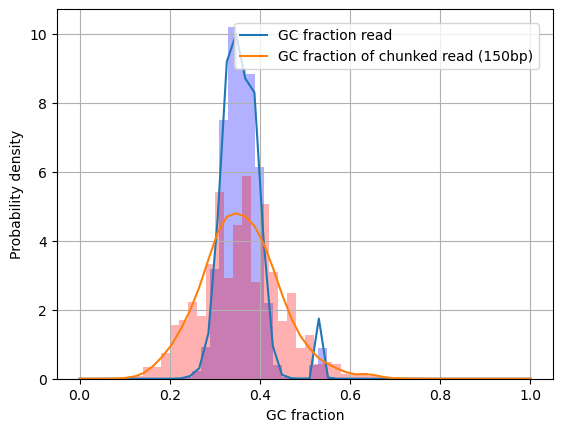 GC fraction read
GC fraction of chunked read (150bp)
Probability density
10
8
6
4
2
0
0.0 0.2 0.4 0.6 0.8 1.0
GC fraction